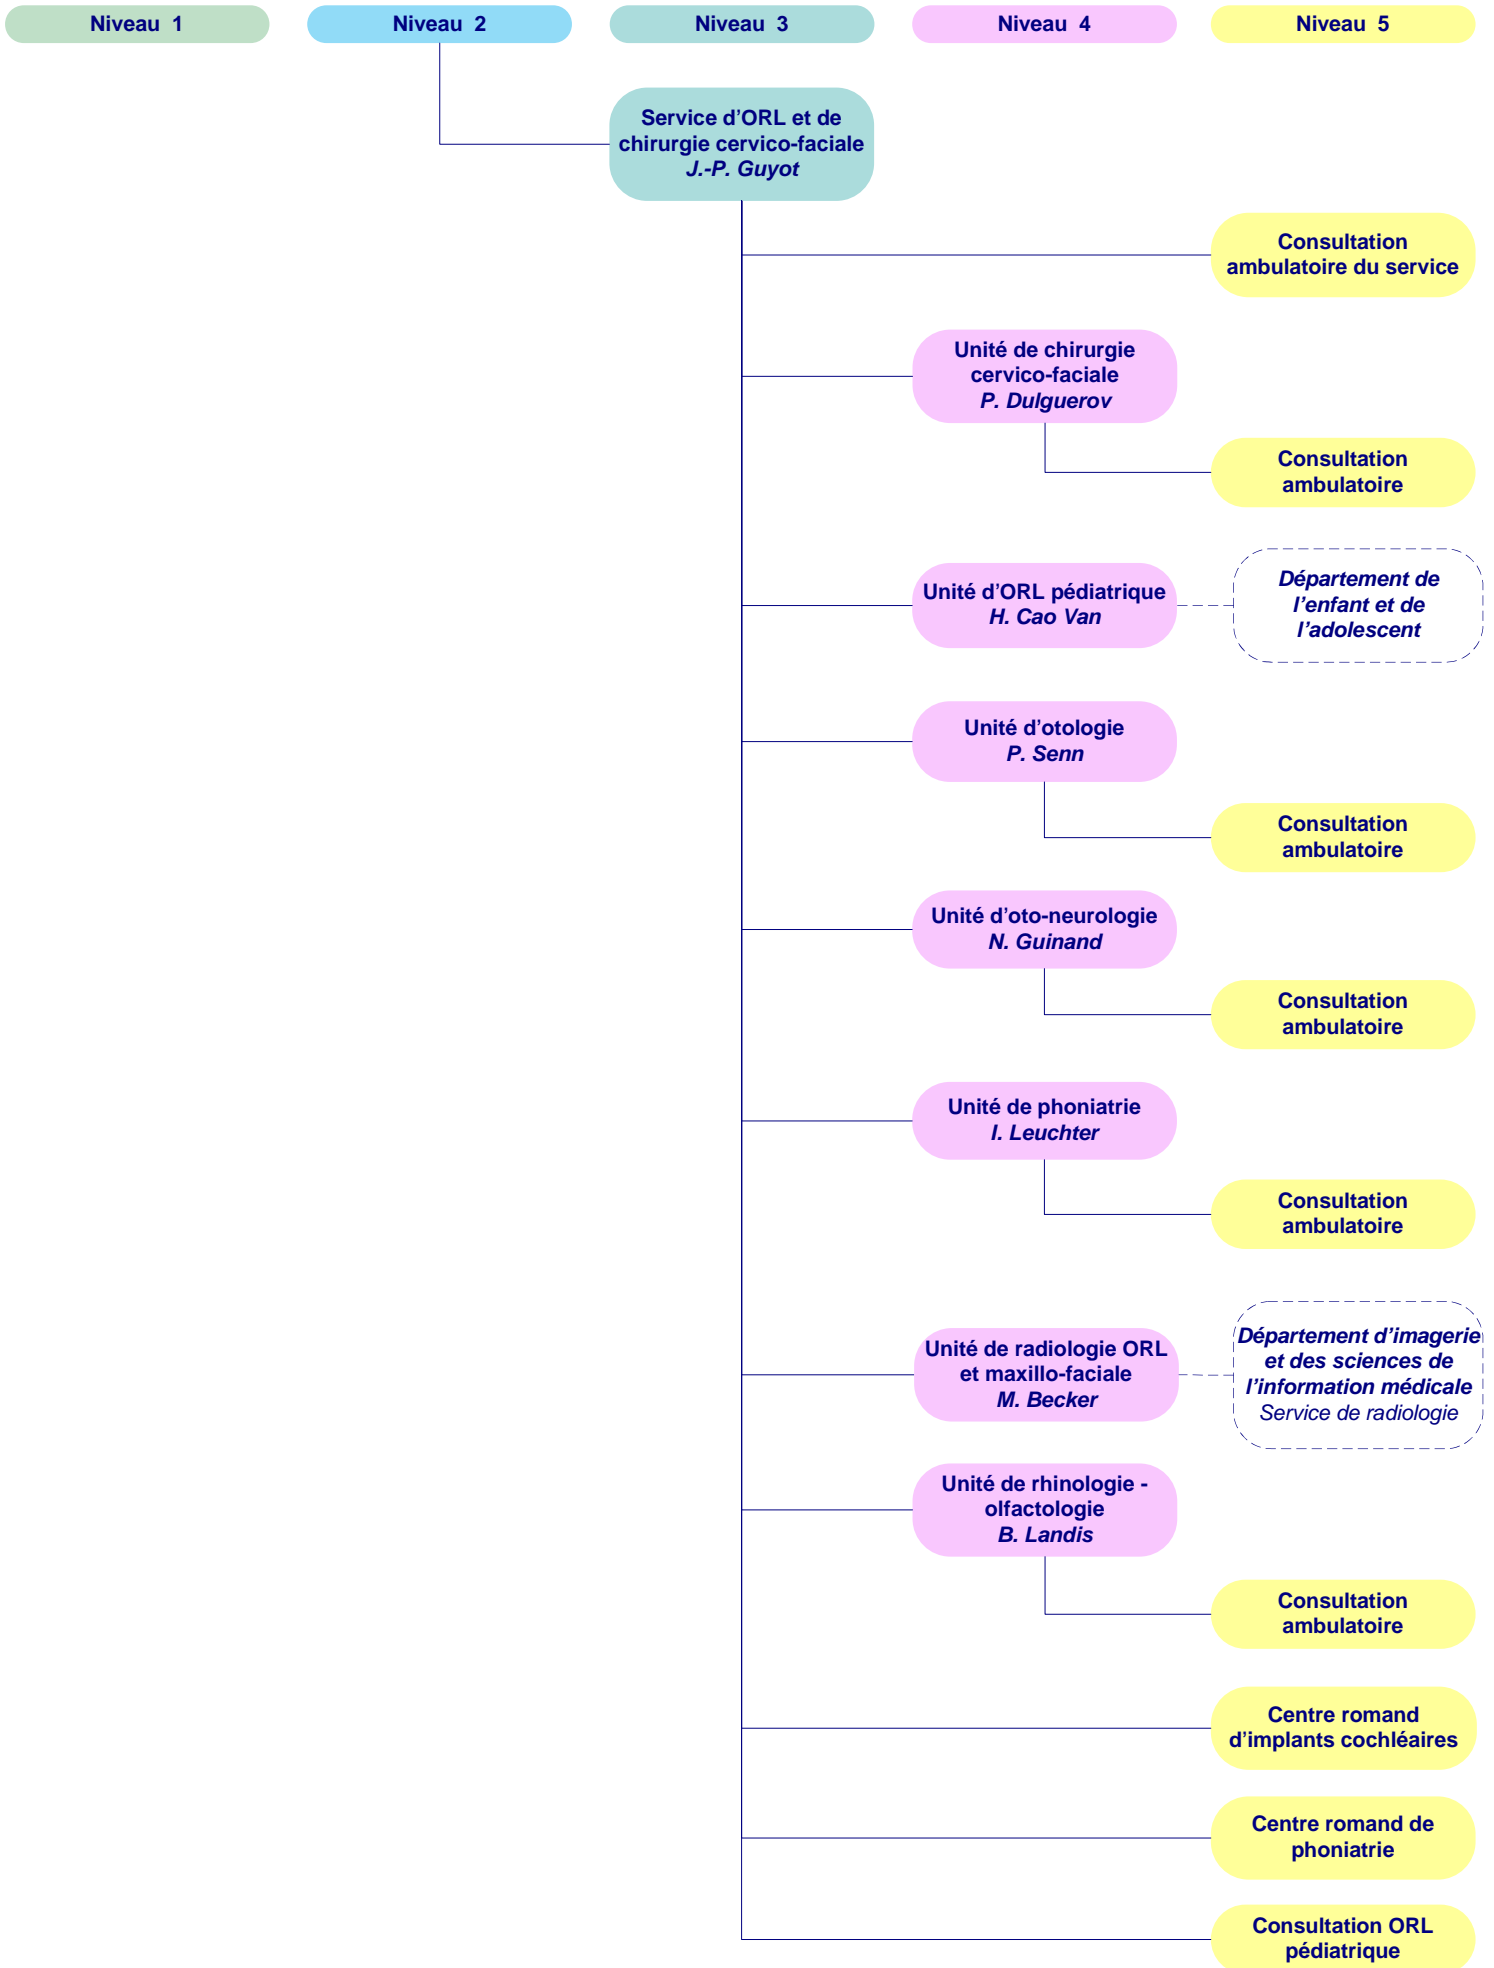 Niveau 1
Niveau 2
Niveau 3
Niveau 4
Niveau 5
Service d’ORL et de
chirurgie cervico-faciale
J.-P. Guyot
Consultation
ambulatoire du service
Unité de chirurgie
cervico-faciale
P. Dulguerov
Consultation
ambulatoire
Unité d’ORL pédiatrique
H. Cao Van
Département de
l’enfant et de
l’adolescent
Unité d’otologie
P. Senn
Consultation
ambulatoire
Unité d’oto-neurologie
N. Guinand
Consultation
ambulatoire
Unité de phoniatrie
I. Leuchter
Consultation
ambulatoire
Unité de radiologie ORL
et maxillo-faciale
M. Becker
Département d’imagerie
et des sciences de
l’information médicale
Service de radiologie
Unité de rhinologie -
olfactologie
B. Landis
Consultation
ambulatoire
Centre romand
d’implants cochléaires
Centre romand de
phoniatrie
Consultation ORL
pédiatrique